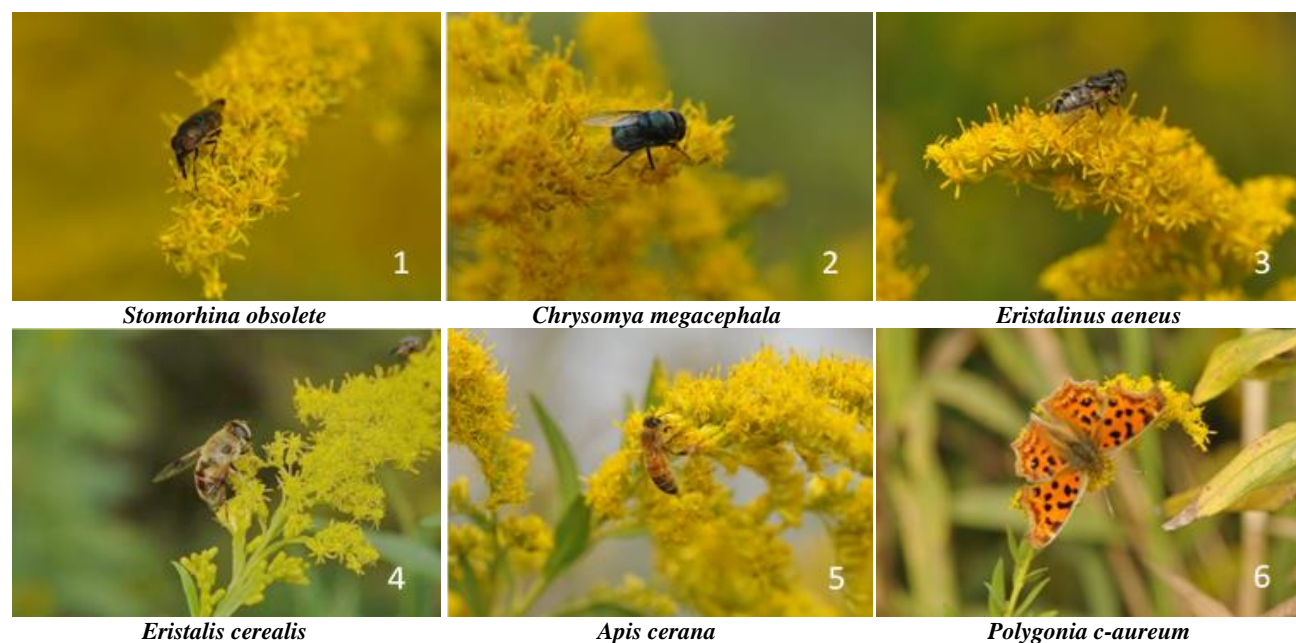 1
2
3
Stomorhina obsolete
Chrysomya megacephala
Eristalinus aeneus
4
5
6
Eristalis cerealis
Apis cerana
Polygonia c-aureum